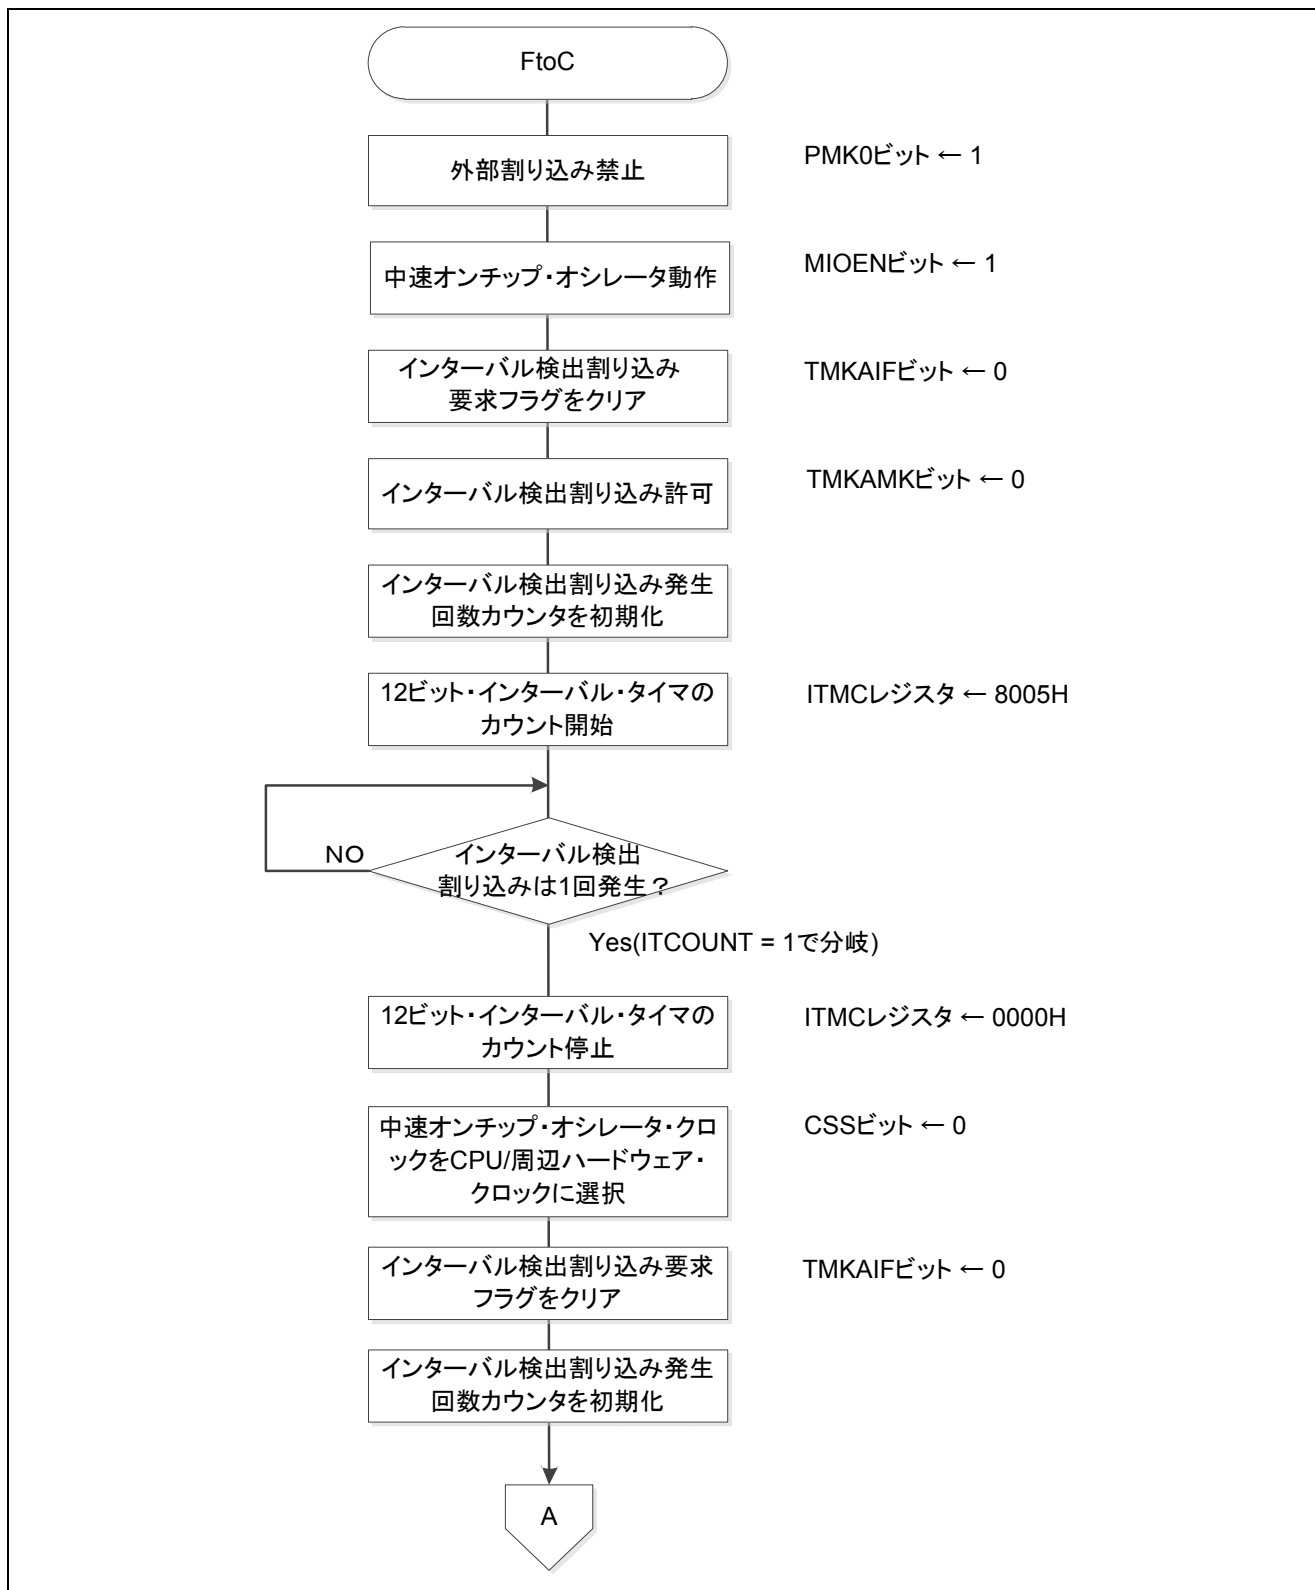 FtoC
外部割り込み禁止
PMK0ビット ← 1
中速オンチップ・オシレータ動作
MIOENビット ← 1
インターバル検出割り込み
要求フラグをクリア
TMKAIFビット ← 0
インターバル検出割り込み許可
TMKAMKビット ← 0
インターバル検出割り込み発生
回数カウンタを初期化
12ビット・インターバル・タイマの
カウント開始
ITMCレジスタ ← 8005H
NO
インターバル検出
割り込みは1回発生？
Yes(ITCOUNT = 1で分岐)
12ビット・インターバル・タイマの
カウント停止
ITMCレジスタ ← 0000H
中速オンチップ・オシレータ・クロ
ックをCPU/周辺ハードウェア・
クロックに選択
CSSビット ← 0
インターバル検出割り込み要求
フラグをクリア
TMKAIFビット ← 0
インターバル検出割り込み発生
回数カウンタを初期化
A